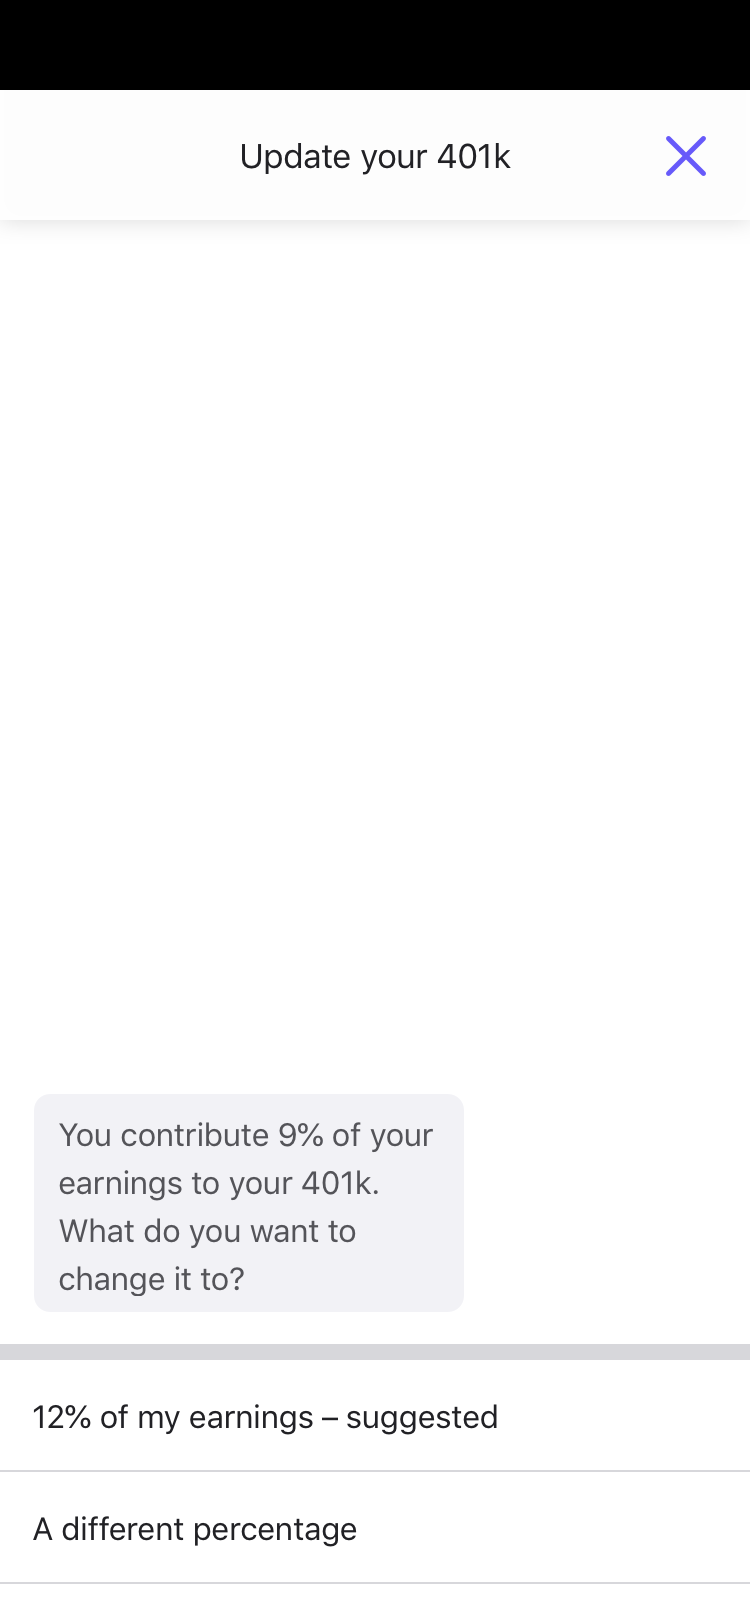 Update your 401k
You contribute 9% of your
earnings to your 401k.
What do you want to
change it to?
12% of my earnings – suggested
A different percentage